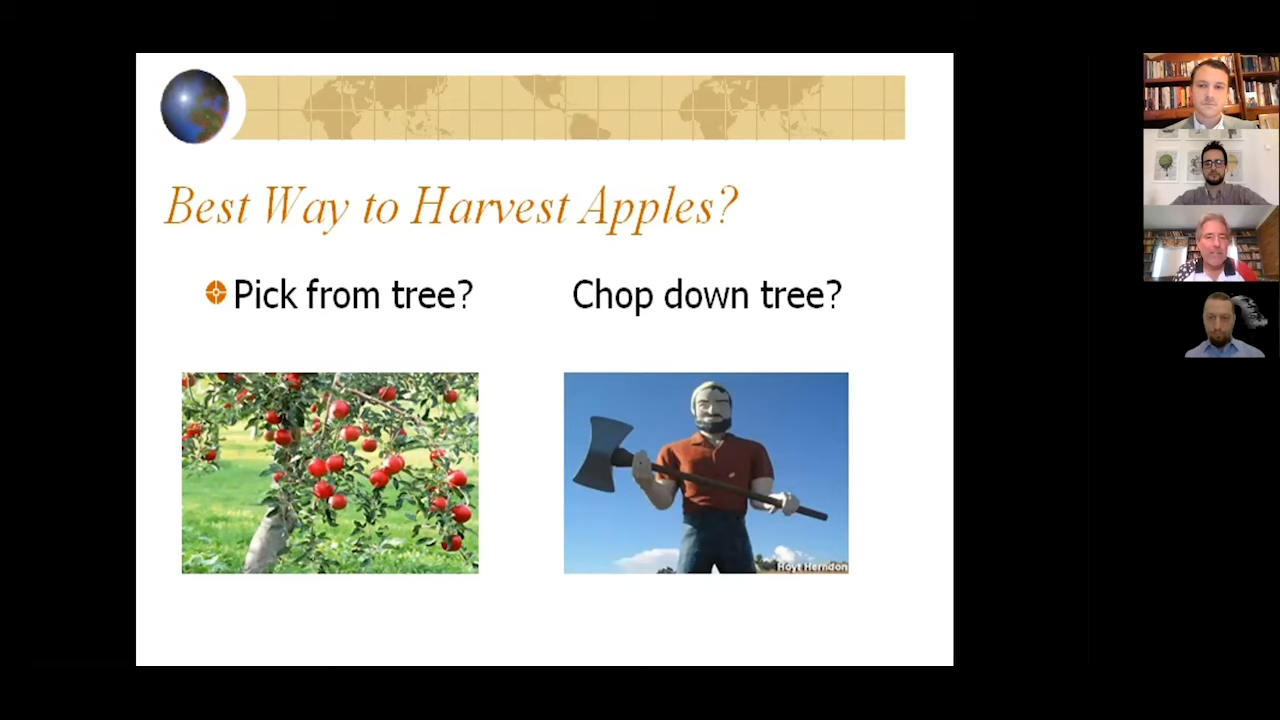 Best Way to Harvest Apples?
Pick from tree?
Chop down tree?
Hoyt Herndon